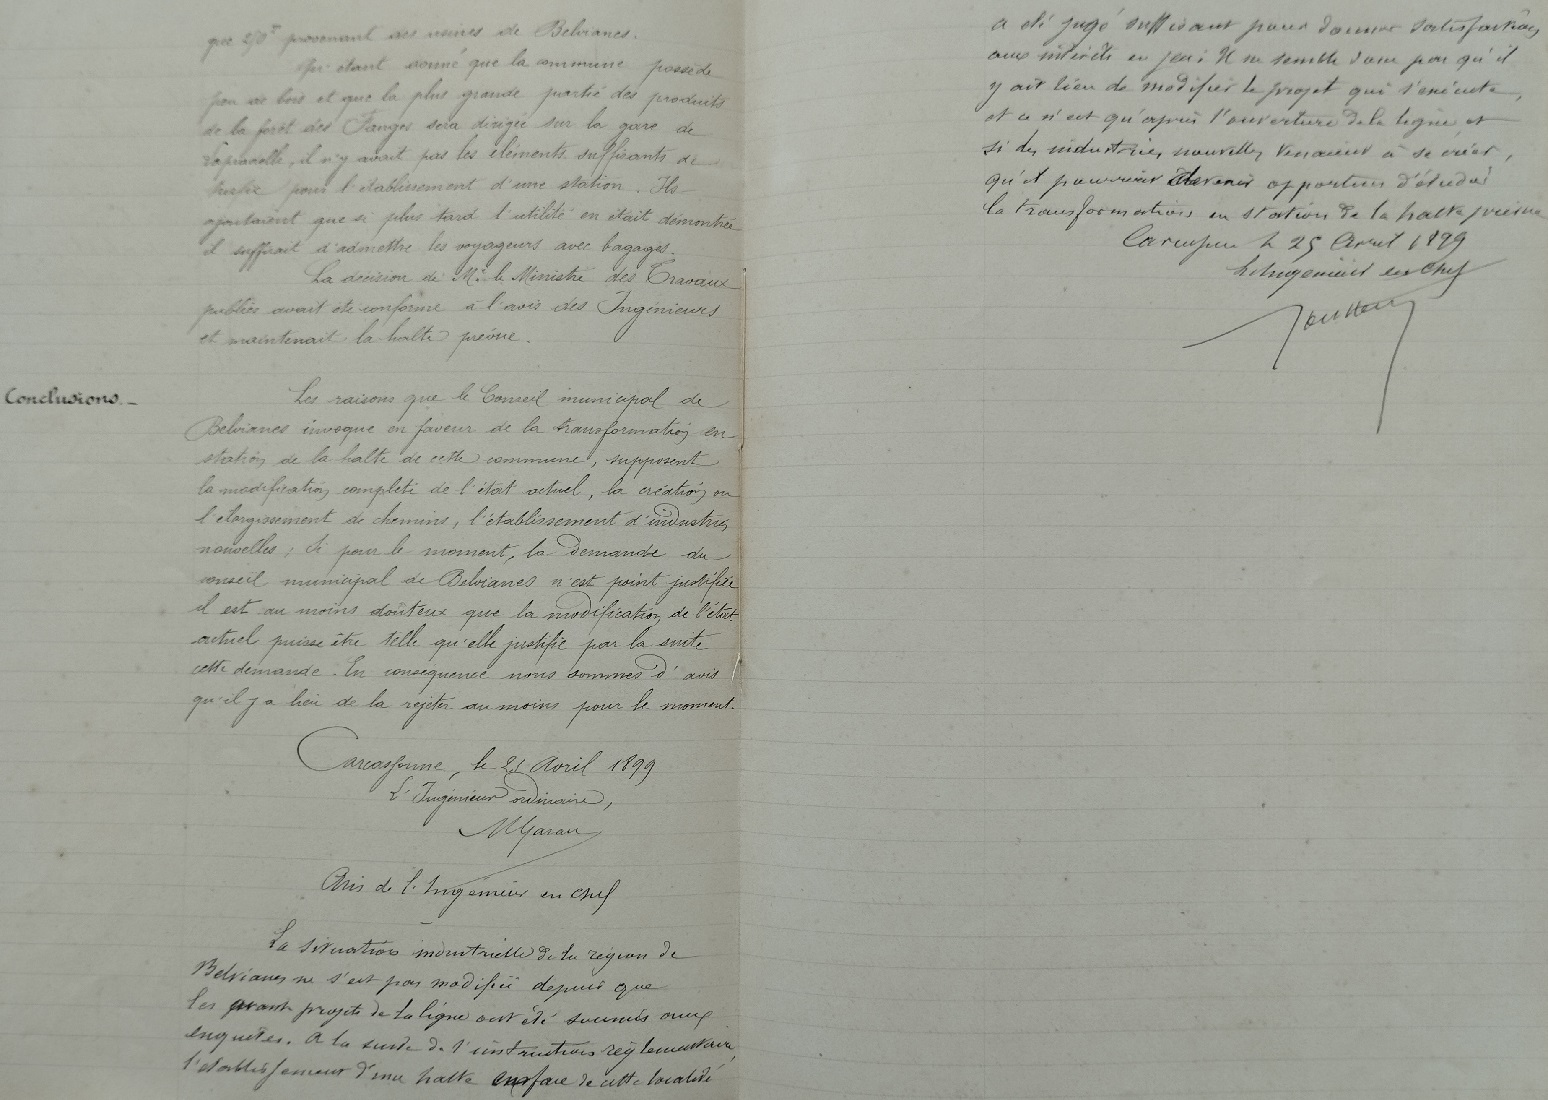 que 250ᵀ provenant des usines de Belvianes.
Qu'étant donné que la commune possède
peu de bois et que la plus grande partie des produits
de la forêt des Fanges sera dirigée sur la gare de
Lapradelle, il n'y avait pas les éléments suffisants de
trafic pour l'établissement d'une station. Ils
ajoutaient que si plus tard l'utilité en était démontrée
il suffirait d'admettre les voyageurs avec bagages.
La décision de Mr. le Ministre des Travaux
publics avait été conforme à l'avis des Ingénieurs
et maintenait la halte prévue.
Conclusions.
Les raisons que le Conseil municipal de
Belvianes invoque en faveur de la transformation en
station de la halte de cette commune, supposent
la modification complète de l'état actuel, la création ou
l'élargissement de chemins, l'établissement d'industries
nouvelles ; Si pour le moment, la demande du
conseil municipal de Belvianes n'est point justifiée
il est au moins douteux que la modification de l'état
actuel puisse être telle qu'elle justifie par la suite
cette demande. En conséquence nous sommes d'avis
qu'il y a lieu de la rejeter au moins pour le moment.
Carcassonne, le 21 Avril 1899
L'Ingénieur ordinaire,
Avis de l'Ingénieur en chef
La situation industrielle de la région de
Belvianes ne s'est pas modifiée depuis que
les avant projets de la ligne ont été soumis aux
enquêtes. A la suite de l'instruction réglementaire,
l'établissement d'une halte en face de cette localité
a été jugé suffisant pour donner satisfaction
aux intérêts en jeu. Il ne semble donc pas qu'il
y ait lieu de modifier le projet qui s'exécute,
et ce n'est qu'après l'ouverture de la ligne et
si des industries nouvelles venaient à se créer,
qu'il pourrait devenir opportun d'étudier
la transformation en station de la halte prévue
Carcassonne le 25 Avril 1899
L'Ingénieur en chef